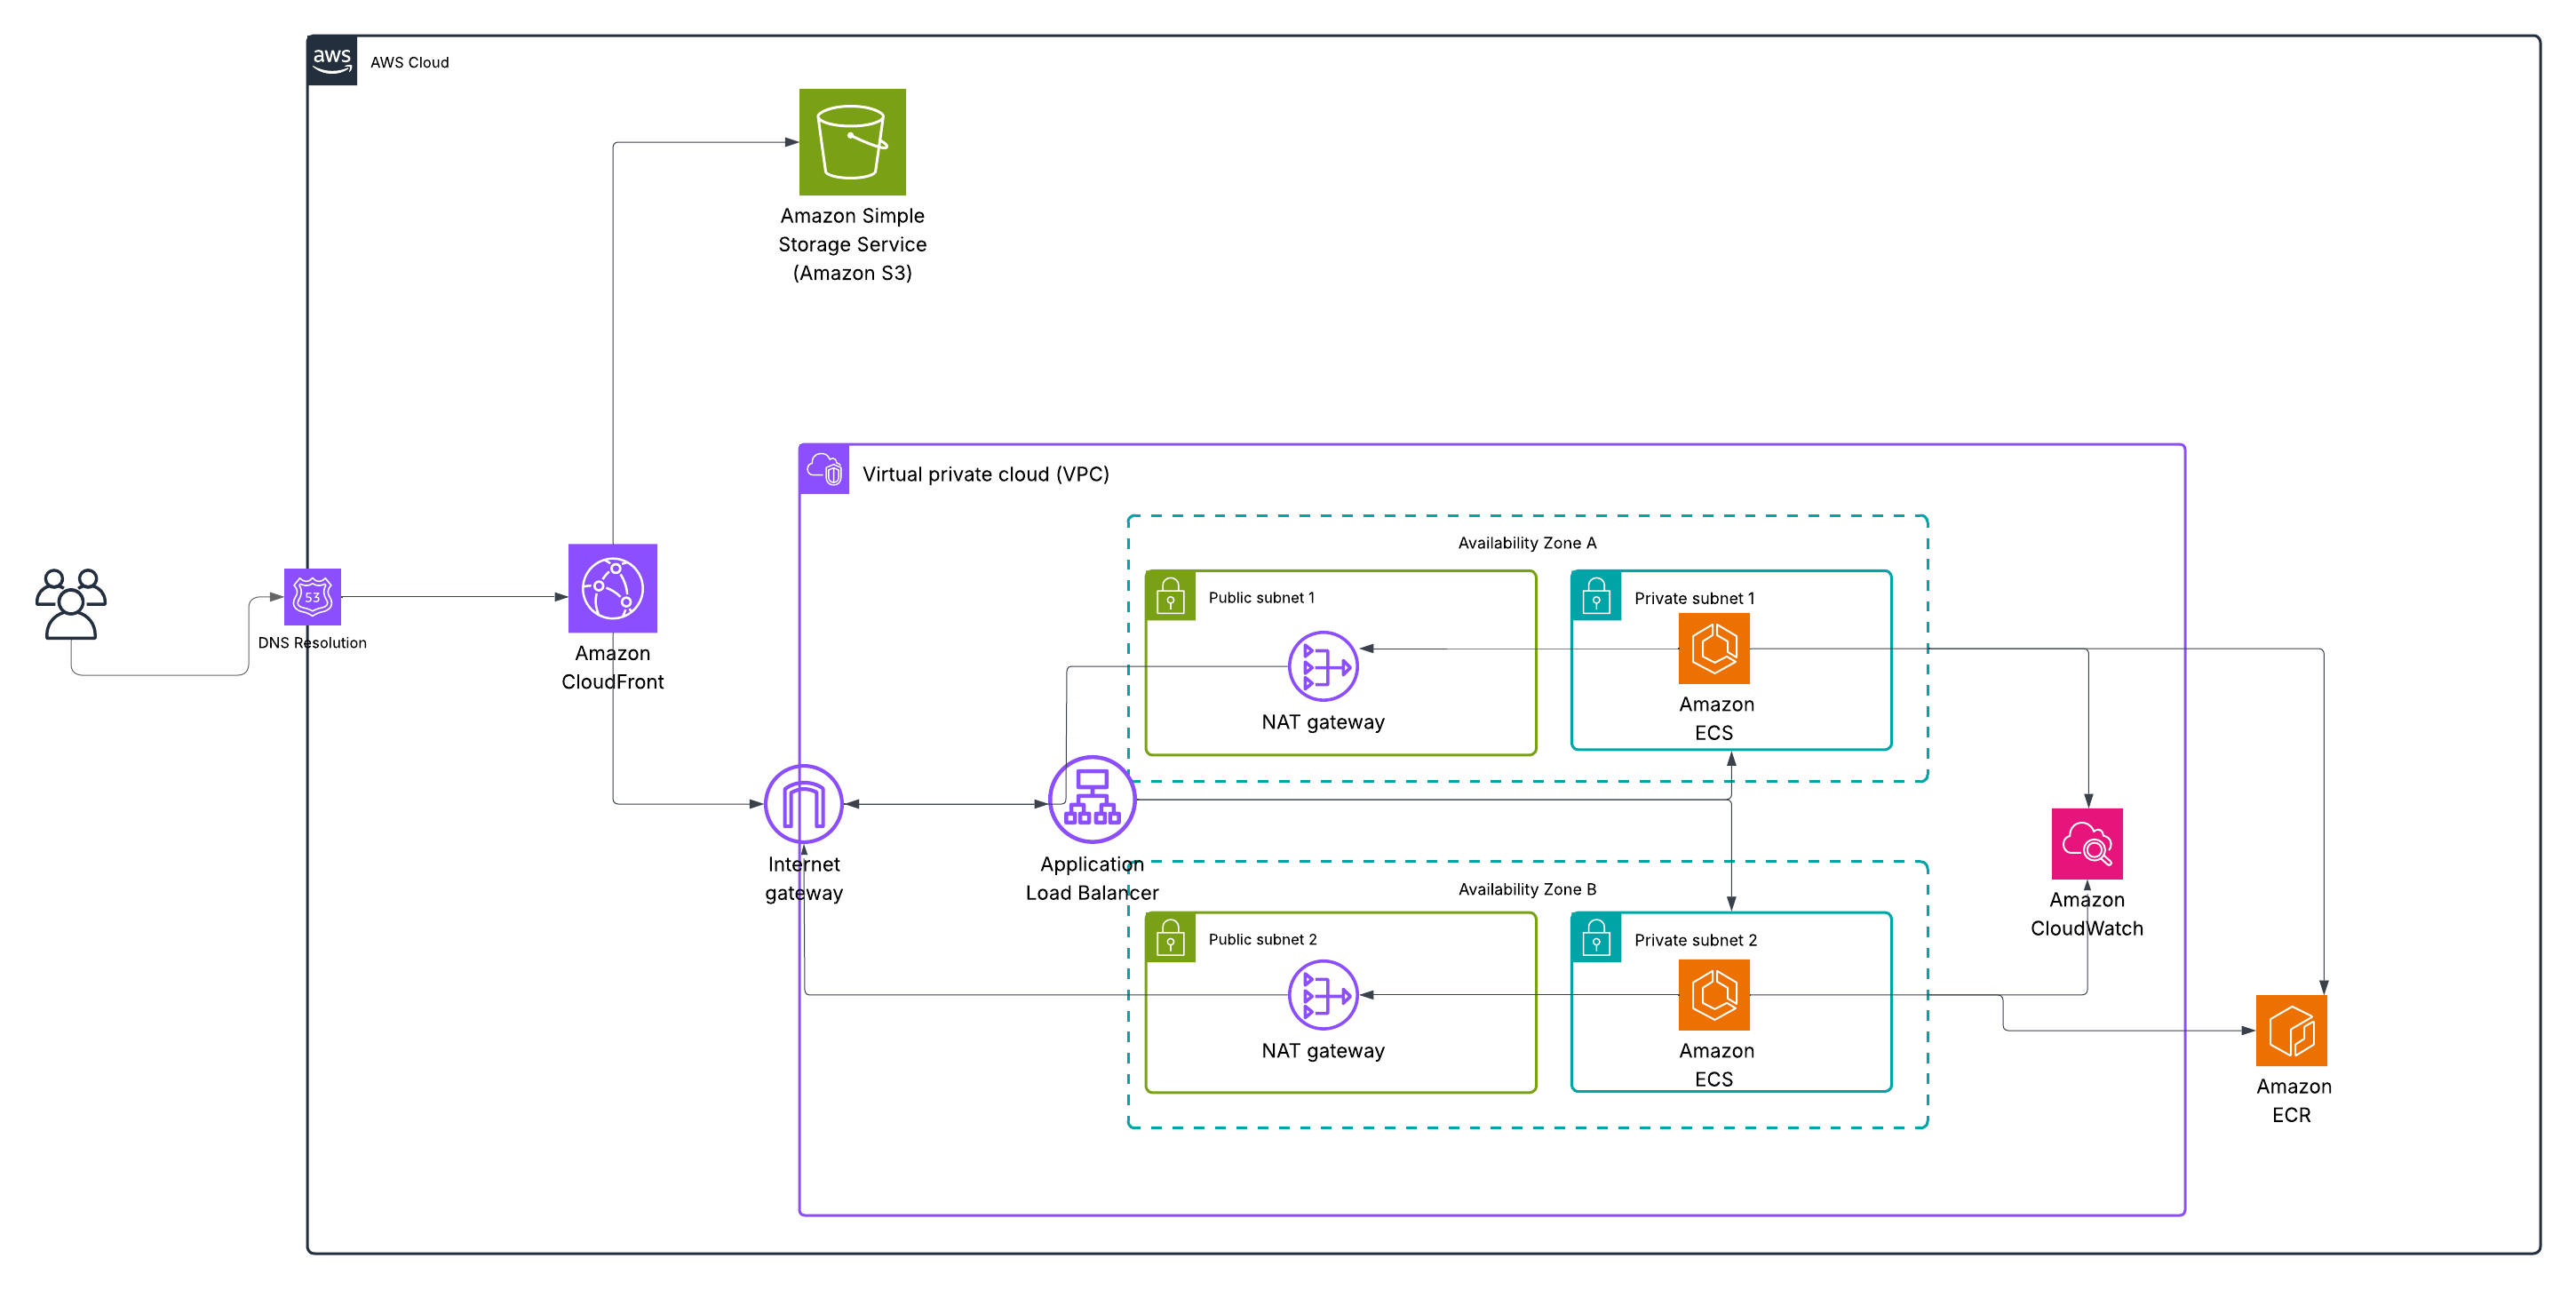 aws
AWS Cloud
Amazon Simple
Storage Service
(Amazon S3)
Virtual private cloud (VPC)
Availability Zone A
53
DNS Resolution
Amazon
CloudFront
Public subnet 1
Private subnet 1
NAT gateway
Amazon
ECS
Internet
gateway
Application
Load Balancer
Availability Zone B
Amazon
CloudWatch
Public subnet 2
Private subnet 2
NAT gateway
Amazon
ECS
Amazon
ECR